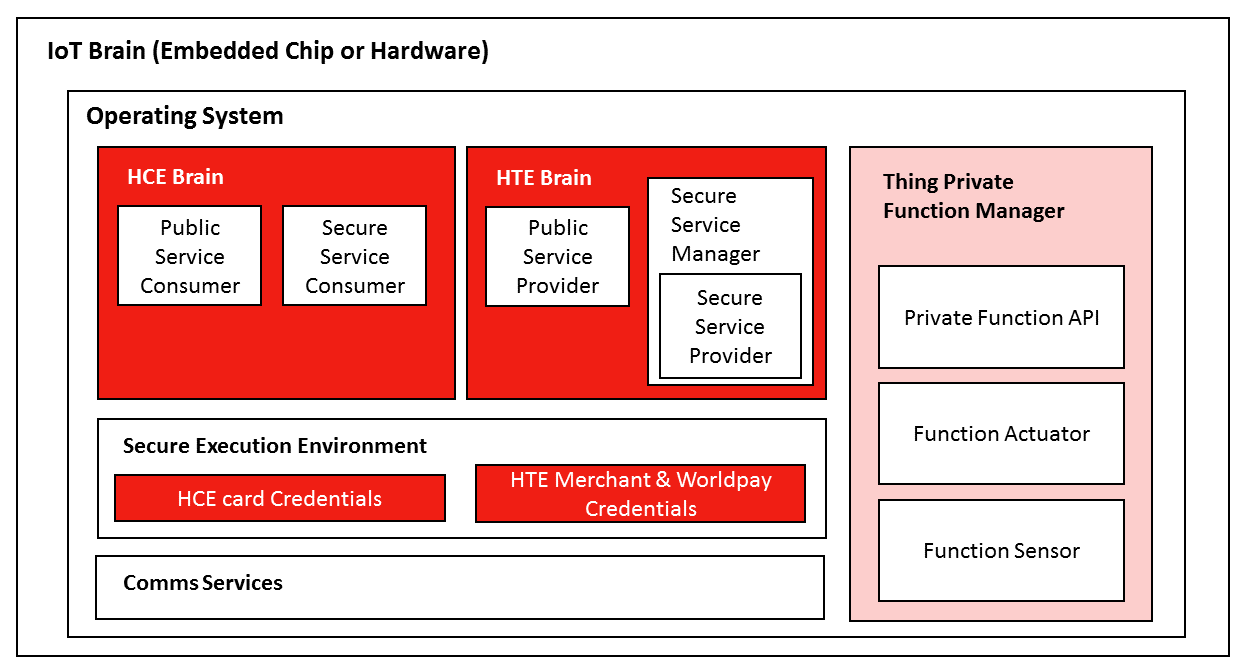 IoT Brain (Embedded Chip or Hardware)
Operating System
HCE Brain
Public
Service
Consumer
Secure
Service
Consumer
HTE Brain
Public
Service
Provider
Secure
Service
Manager
Secure
Service
Provider
Thing Private
Function Manager
Private Function API
Function Actuator
Function Sensor
Secure Execution Environment
HCE card Credentials
HTE Merchant & Worldpay
Credentials
Comms Services